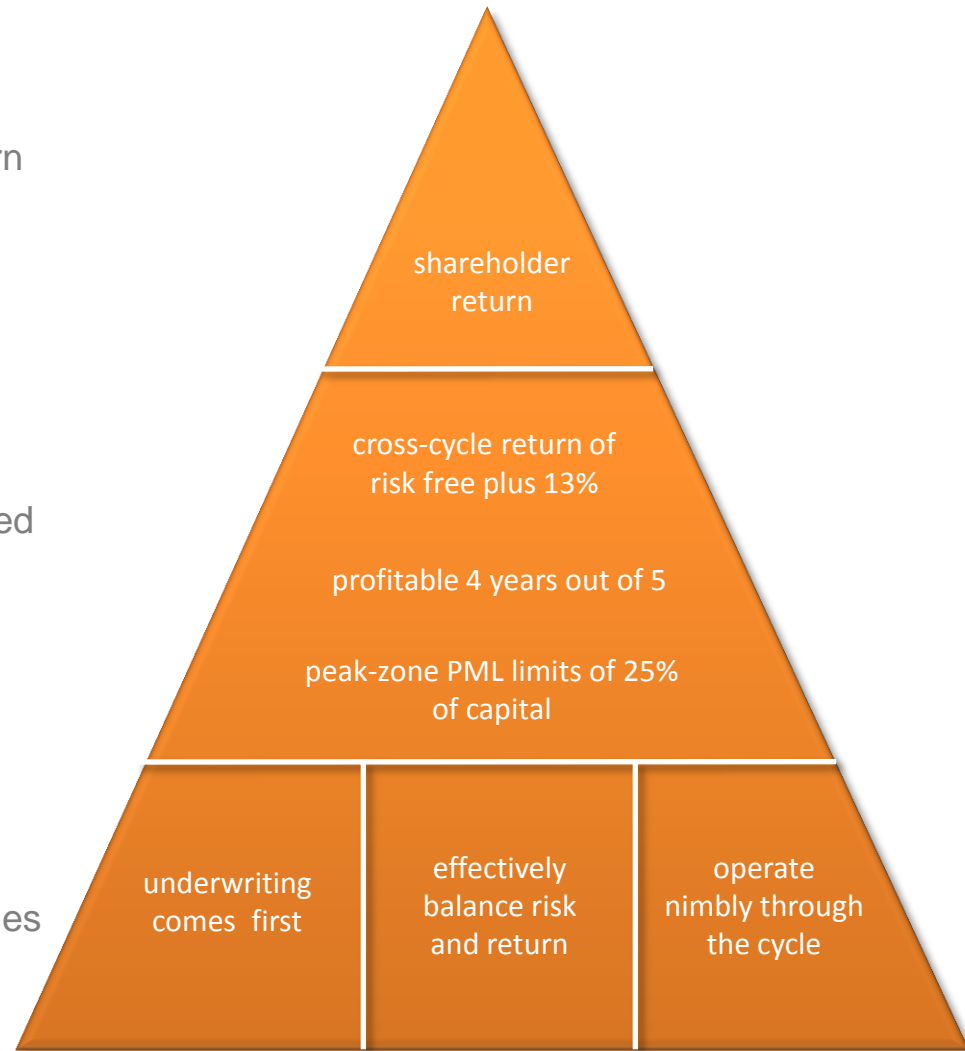 rn
shareholder
return
cross-cycle return of
risk free plus 13%
ed
profitable 4 years out of 5
peak-zone PML limits of 25%
of capital
underwriting
comes first
es
effectively
balance risk
and return
operate
nimbly through
the cycle